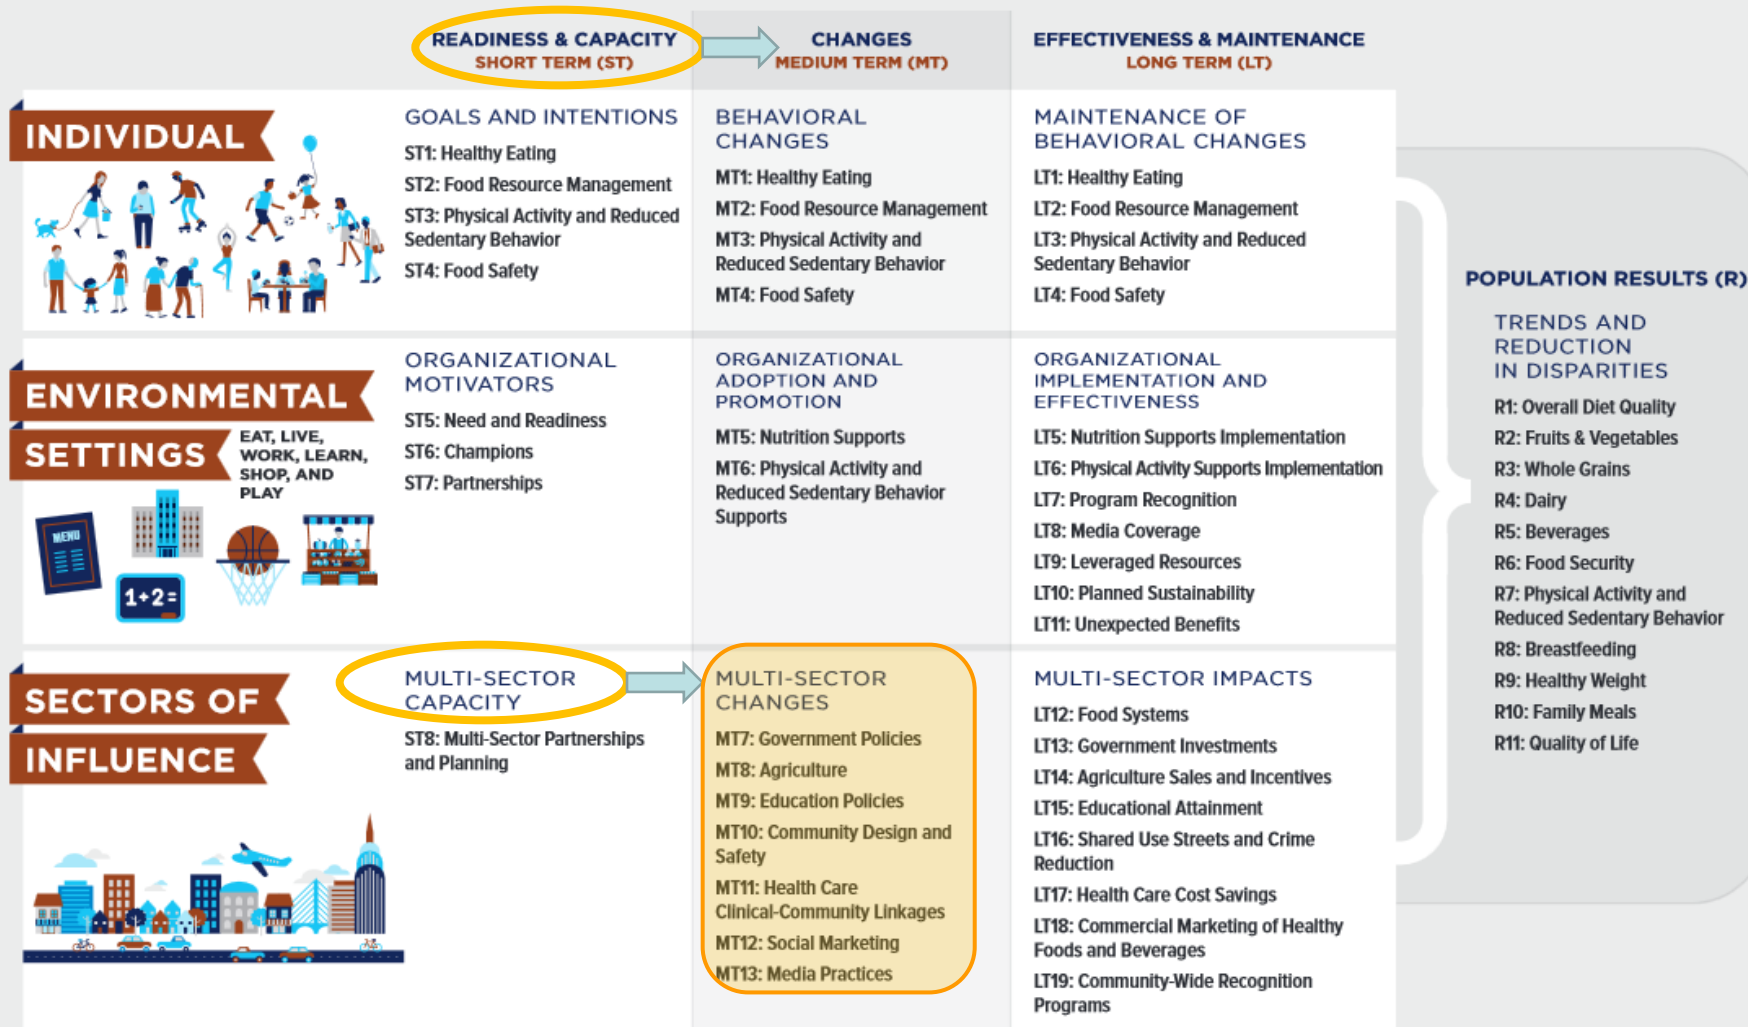 READINESS & CAPACITY
SHORT TERM (ST)
CHANGES
MEDIUM TERM (MT)
EFFECTIVENESS & MAINTENANCE
LONG TERM (LT)
INDIVIDUAL
GOALS AND INTENTIONS
ST1: Healthy Eating
ST2: Food Resource Management
ST3: Physical Activity and Reduced
Sedentary Behavior
ST4: Food Safety
BEHAVIORAL
CHANGES
MT1: Healthy Eating
MT2: Food Resource Management
MT3: Physical Activity and
Reduced Sedentary Behavior
MT4: Food Safety
MAINTENANCE OF
BEHAVIORAL CHANGES
LT1: Healthy Eating
LT2: Food Resource Management
LT3: Physical Activity and Reduced
Sedentary Behavior
LT4: Food Safety
ENVIRONMENTAL
SETTINGS
EAT, LIVE,
WORK, LEARN,
SHOP, AND
PLAY
MENU
1+2=
ORGANIZATIONAL
MOTIVATORS
ST5: Need and Readiness
ST6: Champions
ST7: Partnerships
ORGANIZATIONAL
ADOPTION AND
PROMOTION
MT5: Nutrition Supports
MT6: Physical Activity and
Reduced Sedentary Behavior
Supports
ORGANIZATIONAL
IMPLEMENTATION AND
EFFECTIVENESS
LT5: Nutrition Supports Implementation
LT6: Physical Activity Supports Implementation
LT7: Program Recognition
LT8: Media Coverage
LT9: Leveraged Resources
LT10: Planned Sustainability
LT11: Unexpected Benefits
SECTORS OF
INFLUENCE
MULTI-SECTOR
CAPACITY
ST8: Multi-Sector Partnerships
and Planning
MULTI-SECTOR
CHANGES
MT7: Government Policies
MT8: Agriculture
MT9: Education Policies
MT10: Community Design and
Safety
MT11: Health Care
Clinical-Community Linkages
MT12: Social Marketing
MT13: Media Practices
MULTI-SECTOR IMPACTS
LT12: Food Systems
LT13: Government Investments
LT14: Agriculture Sales and Incentives
LT15: Educational Attainment
LT16: Shared Use Streets and Crime
Reduction
LT17: Health Care Cost Savings
LT18: Commercial Marketing of Healthy
Foods and Beverages
LT19: Community-Wide Recognition
Programs
POPULATION RESULTS (R)
TRENDS AND
REDUCTION
IN DISPARITIES
R1: Overall Diet Quality
R2: Fruits & Vegetables
R3: Whole Grains
R4: Dairy
R5: Beverages
R6: Food Security
R7: Physical Activity and
Reduced Sedentary Behavior
R8: Breastfeeding
R9: Healthy Weight
R10: Family Meals
R11: Quality of Life